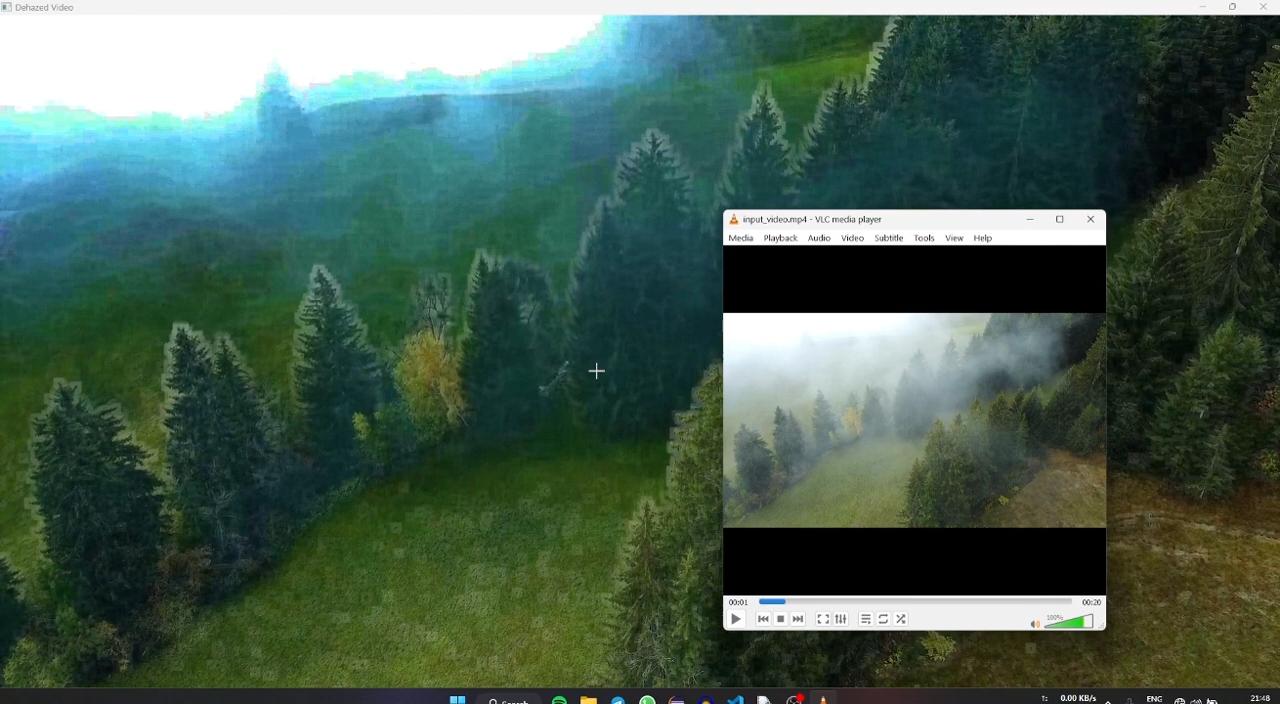 Dehazed Video
input_video.mp4 - VLC media player
Media Playback Audio Video Subtitle Tools View Help
00:01
00:20
100%
Search
0.00 KB/s
ENG
21:48